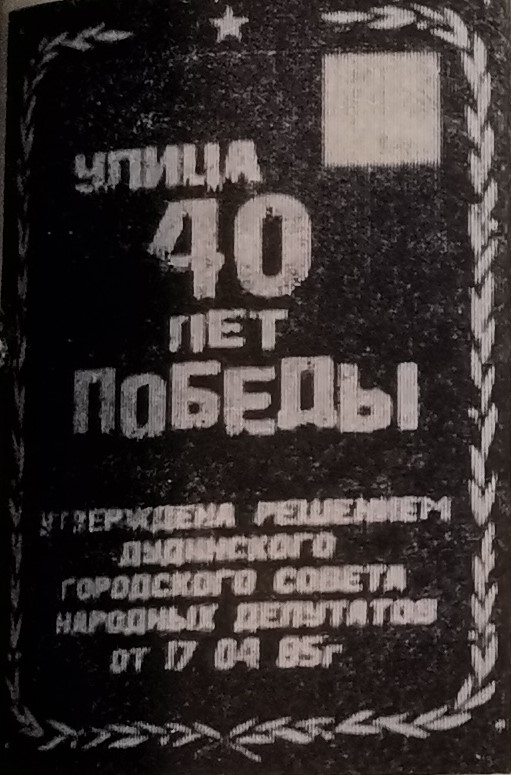 УЛИЦА
40
ЛЕТ
ПОБЕДЫ
УТВЕРЖДЕНА РЕШЕНИЕМ
ДУДИНСКОГО
ГОРОДСКОГО СОВЕТА
НАРОДНЫХ ДЕПУТАТОВ
ОТ 17 04 85г